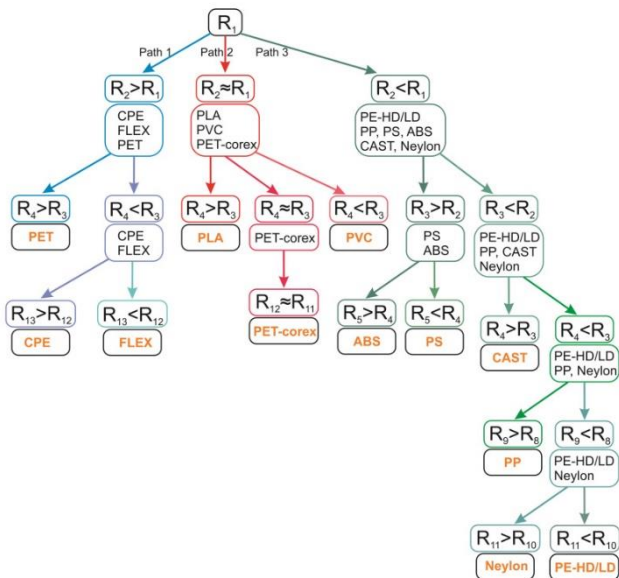 R1
Path 1
Path 2
Path 3
R2>R1
R2≈R1
R2<R1
CPE
FLEX
PET
PLA
PVC
PET-corex
PE-HD/LD
PP, PS, ABS
CAST, Neylon
R4>R3
PET
R4<R3
CPE
FLEX
R4>R3
PLA
R4≈R3
PET-corex
R4<R3
PVC
R3>R2
PS
ABS
R3<R2
PE-HD/LD
PP, CAST
Neylon
R13>R12
CPE
R13<R12
FLEX
R12≈R11
PET-corex
R5>R4
ABS
R5<R4
PS
R4>R3
CAST
R4<R3
PE-HD/LD
PP, Neylon
R9>R8
PP
R9<R8
PE-HD/LD
Neylon
R11>R10
Neylon
R11<R10
PE-HD/LD